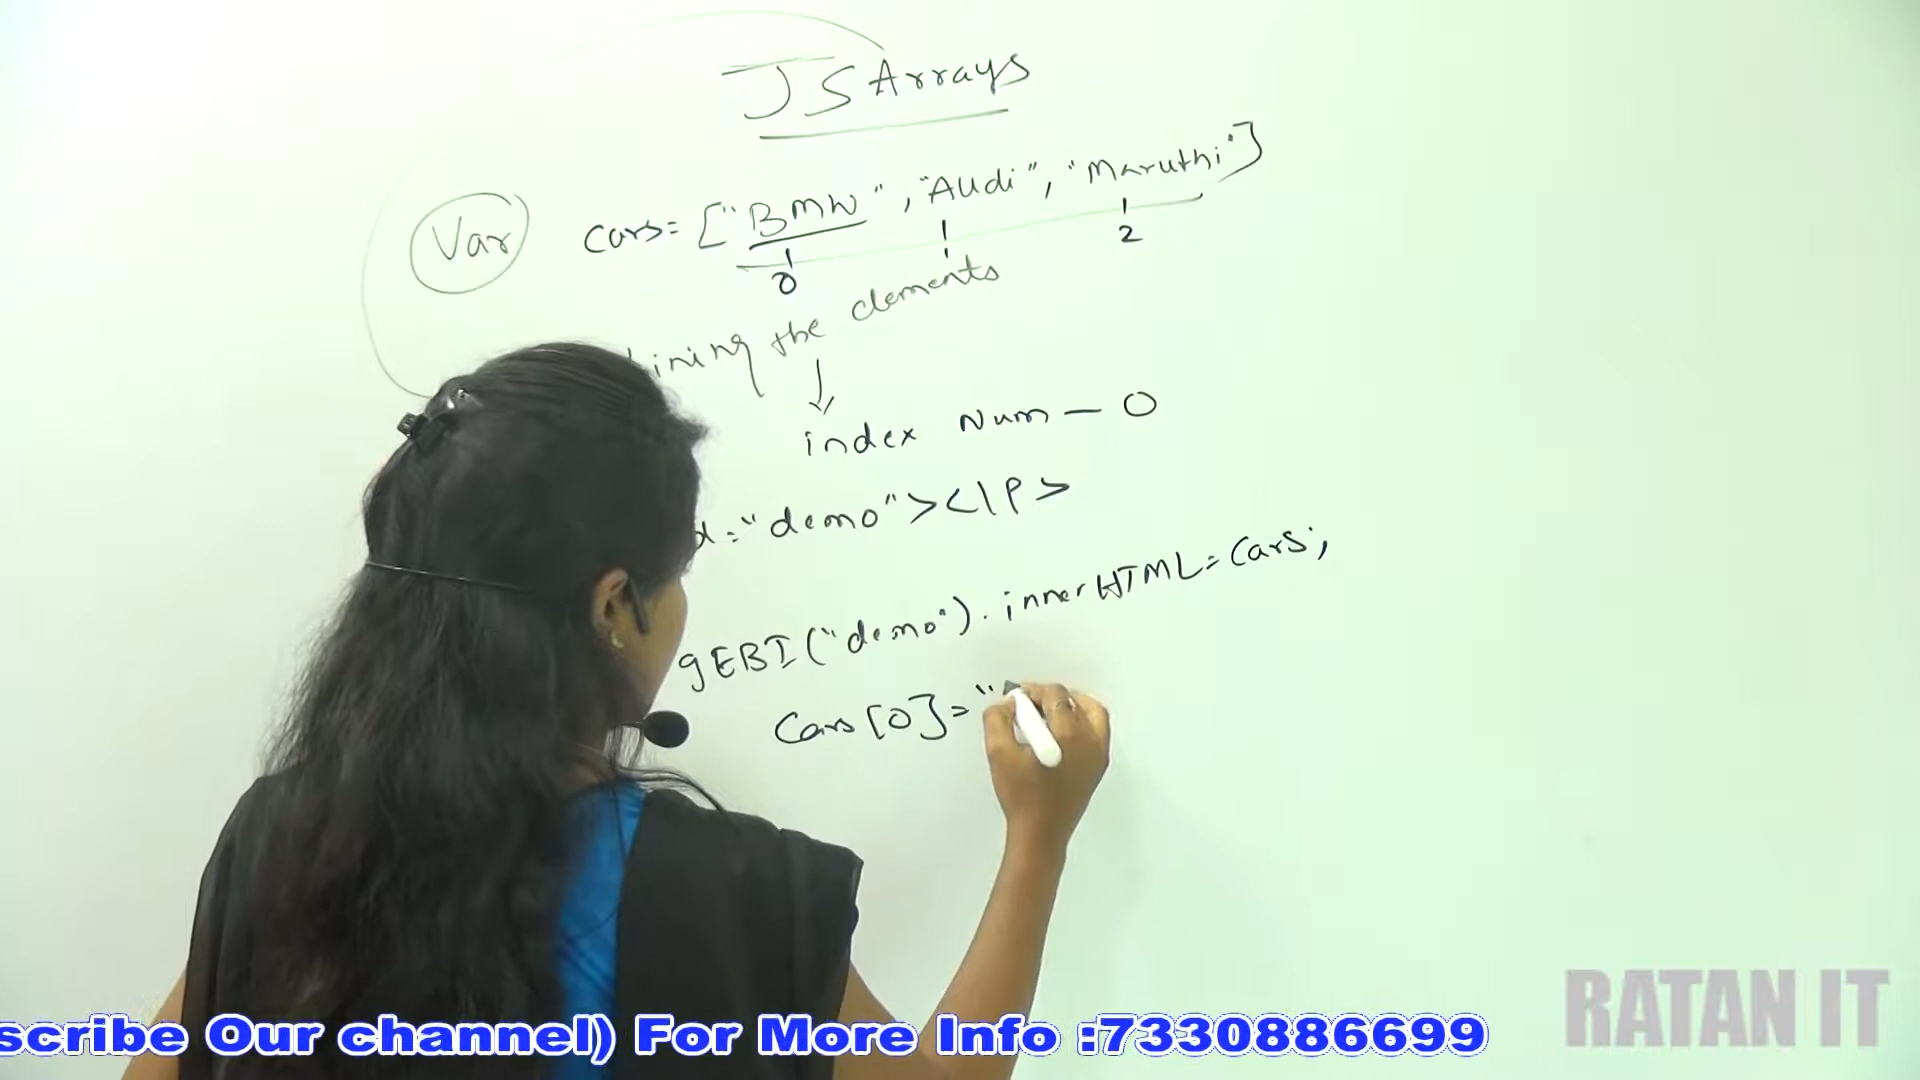 JS Arrays
Var cars= ["BMW", "Audi", "Maruthi"]
0 1 2
the elements
index Num - 0
="demo"><\P>
gEBI("demo").innerHTML=Cars;
Cars[0]="
scribe Our channel) For More Info :7330886699
RATAN IT